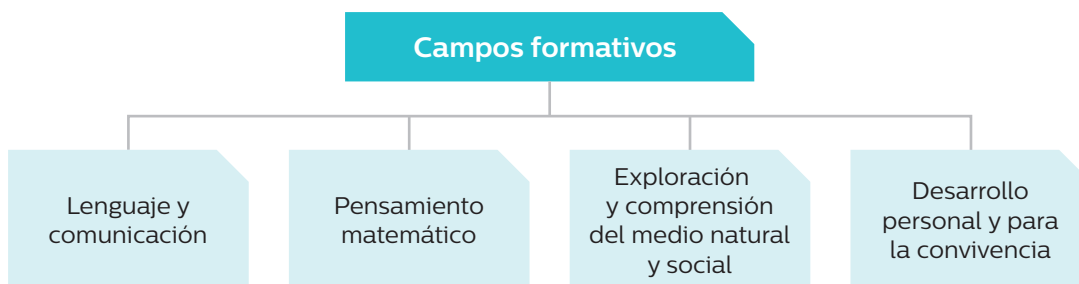 Campos formativos
Lenguaje y
comunicación
Pensamiento
matemático
Exploración
y comprensión
del medio natural
y social
Desarrollo
personal y para
la convivencia